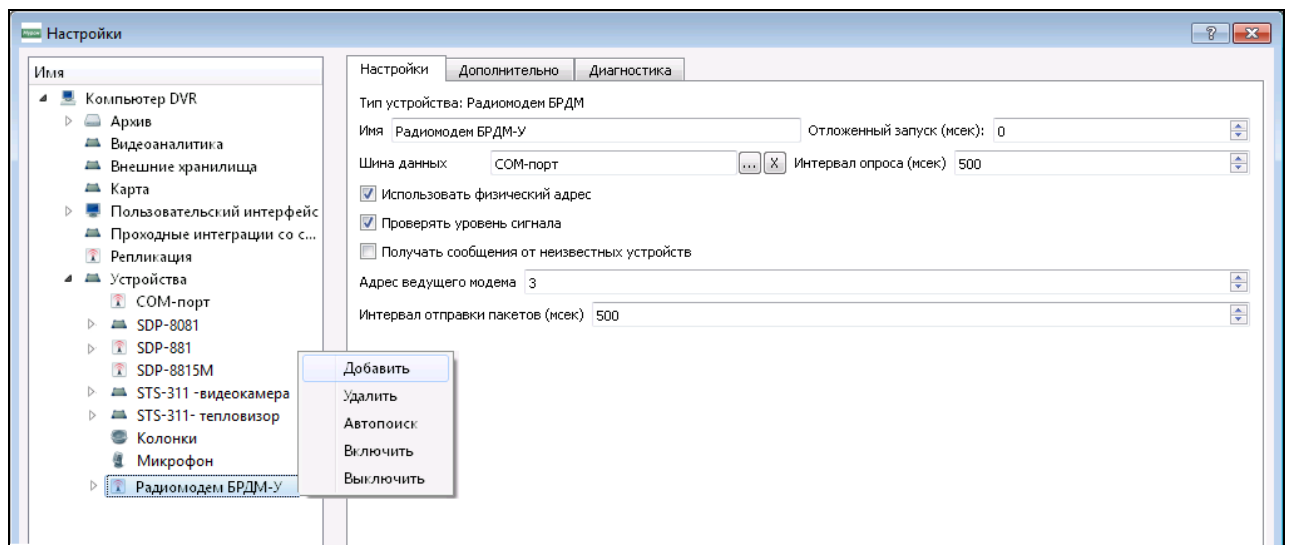 Настройки
Имя
Компьютер DVR
Архив
Видеоаналитика
Внешние хранилища
Карта
Пользовательский интерфейс
Проходные интеграции со с...
Репликация
Устройства
COM-порт
SDP-8081
SDP-881
SDP-8815M
STS-311 -видеокамера
STS-311- тепловизор
Колонки
Микрофон
Радиомодем БРДМ-У
Добавить
Удалить
Автопоиск
Включить
Выключить
Настройки Дополнительно Диагностика
Тип устройства: Радиомодем БРДМ
Имя Радиомодем БРДМ-У Отложенный запуск (мсек): 0
Шина данных COM-порт ... X Интервал опроса (мсек) 500
Использовать физический адрес
Проверять уровень сигнала
Получать сообщения от неизвестных устройств
Адрес ведущего модема 3
Интервал отправки пакетов (мсек) 500